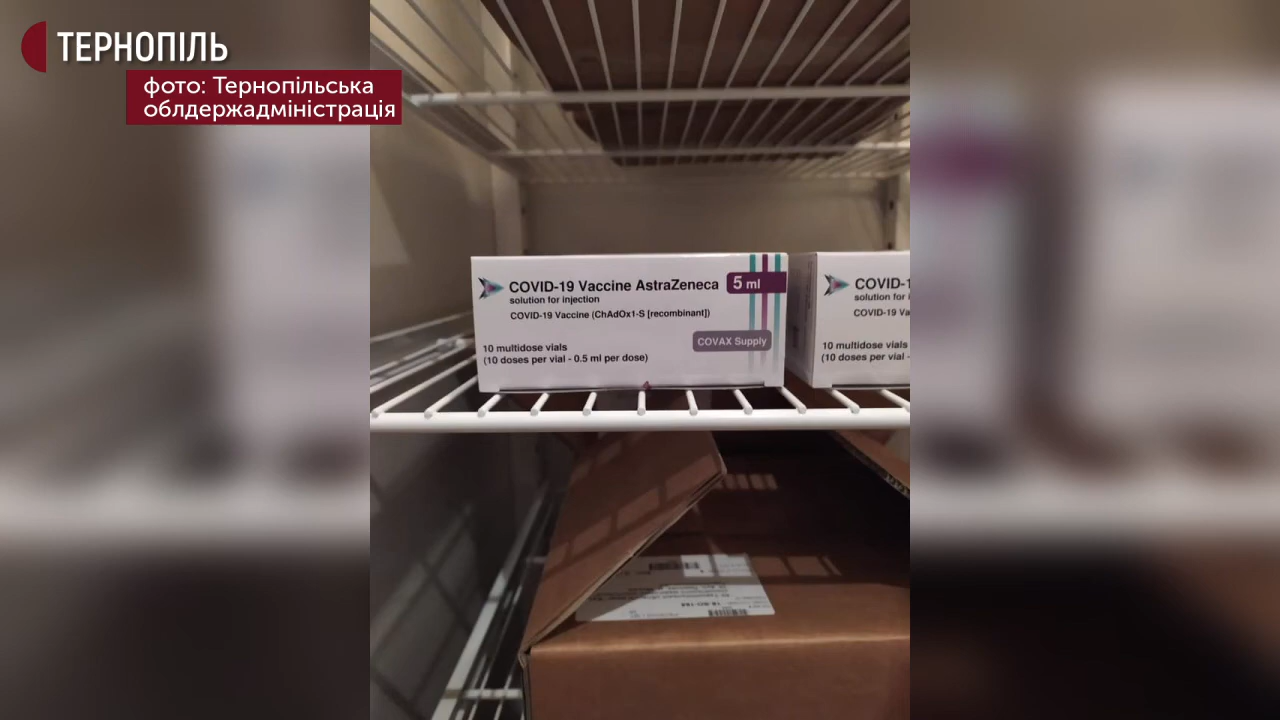 ТЕРНОПІЛЬ
фото: Тернопільська
облдержадміністрація
COVID-19 Vaccine AstraZeneca
5 ml
solution for injection
COVID-19 Vaccine (ChAdOx1-S [recombinant])
COVAX Supply
10 multidose vials
(10 doses per vial - 0.5 ml per dose)
COVID-1
solution for
COVID-19 Va
10 multidose vials
(10 doses per vial -